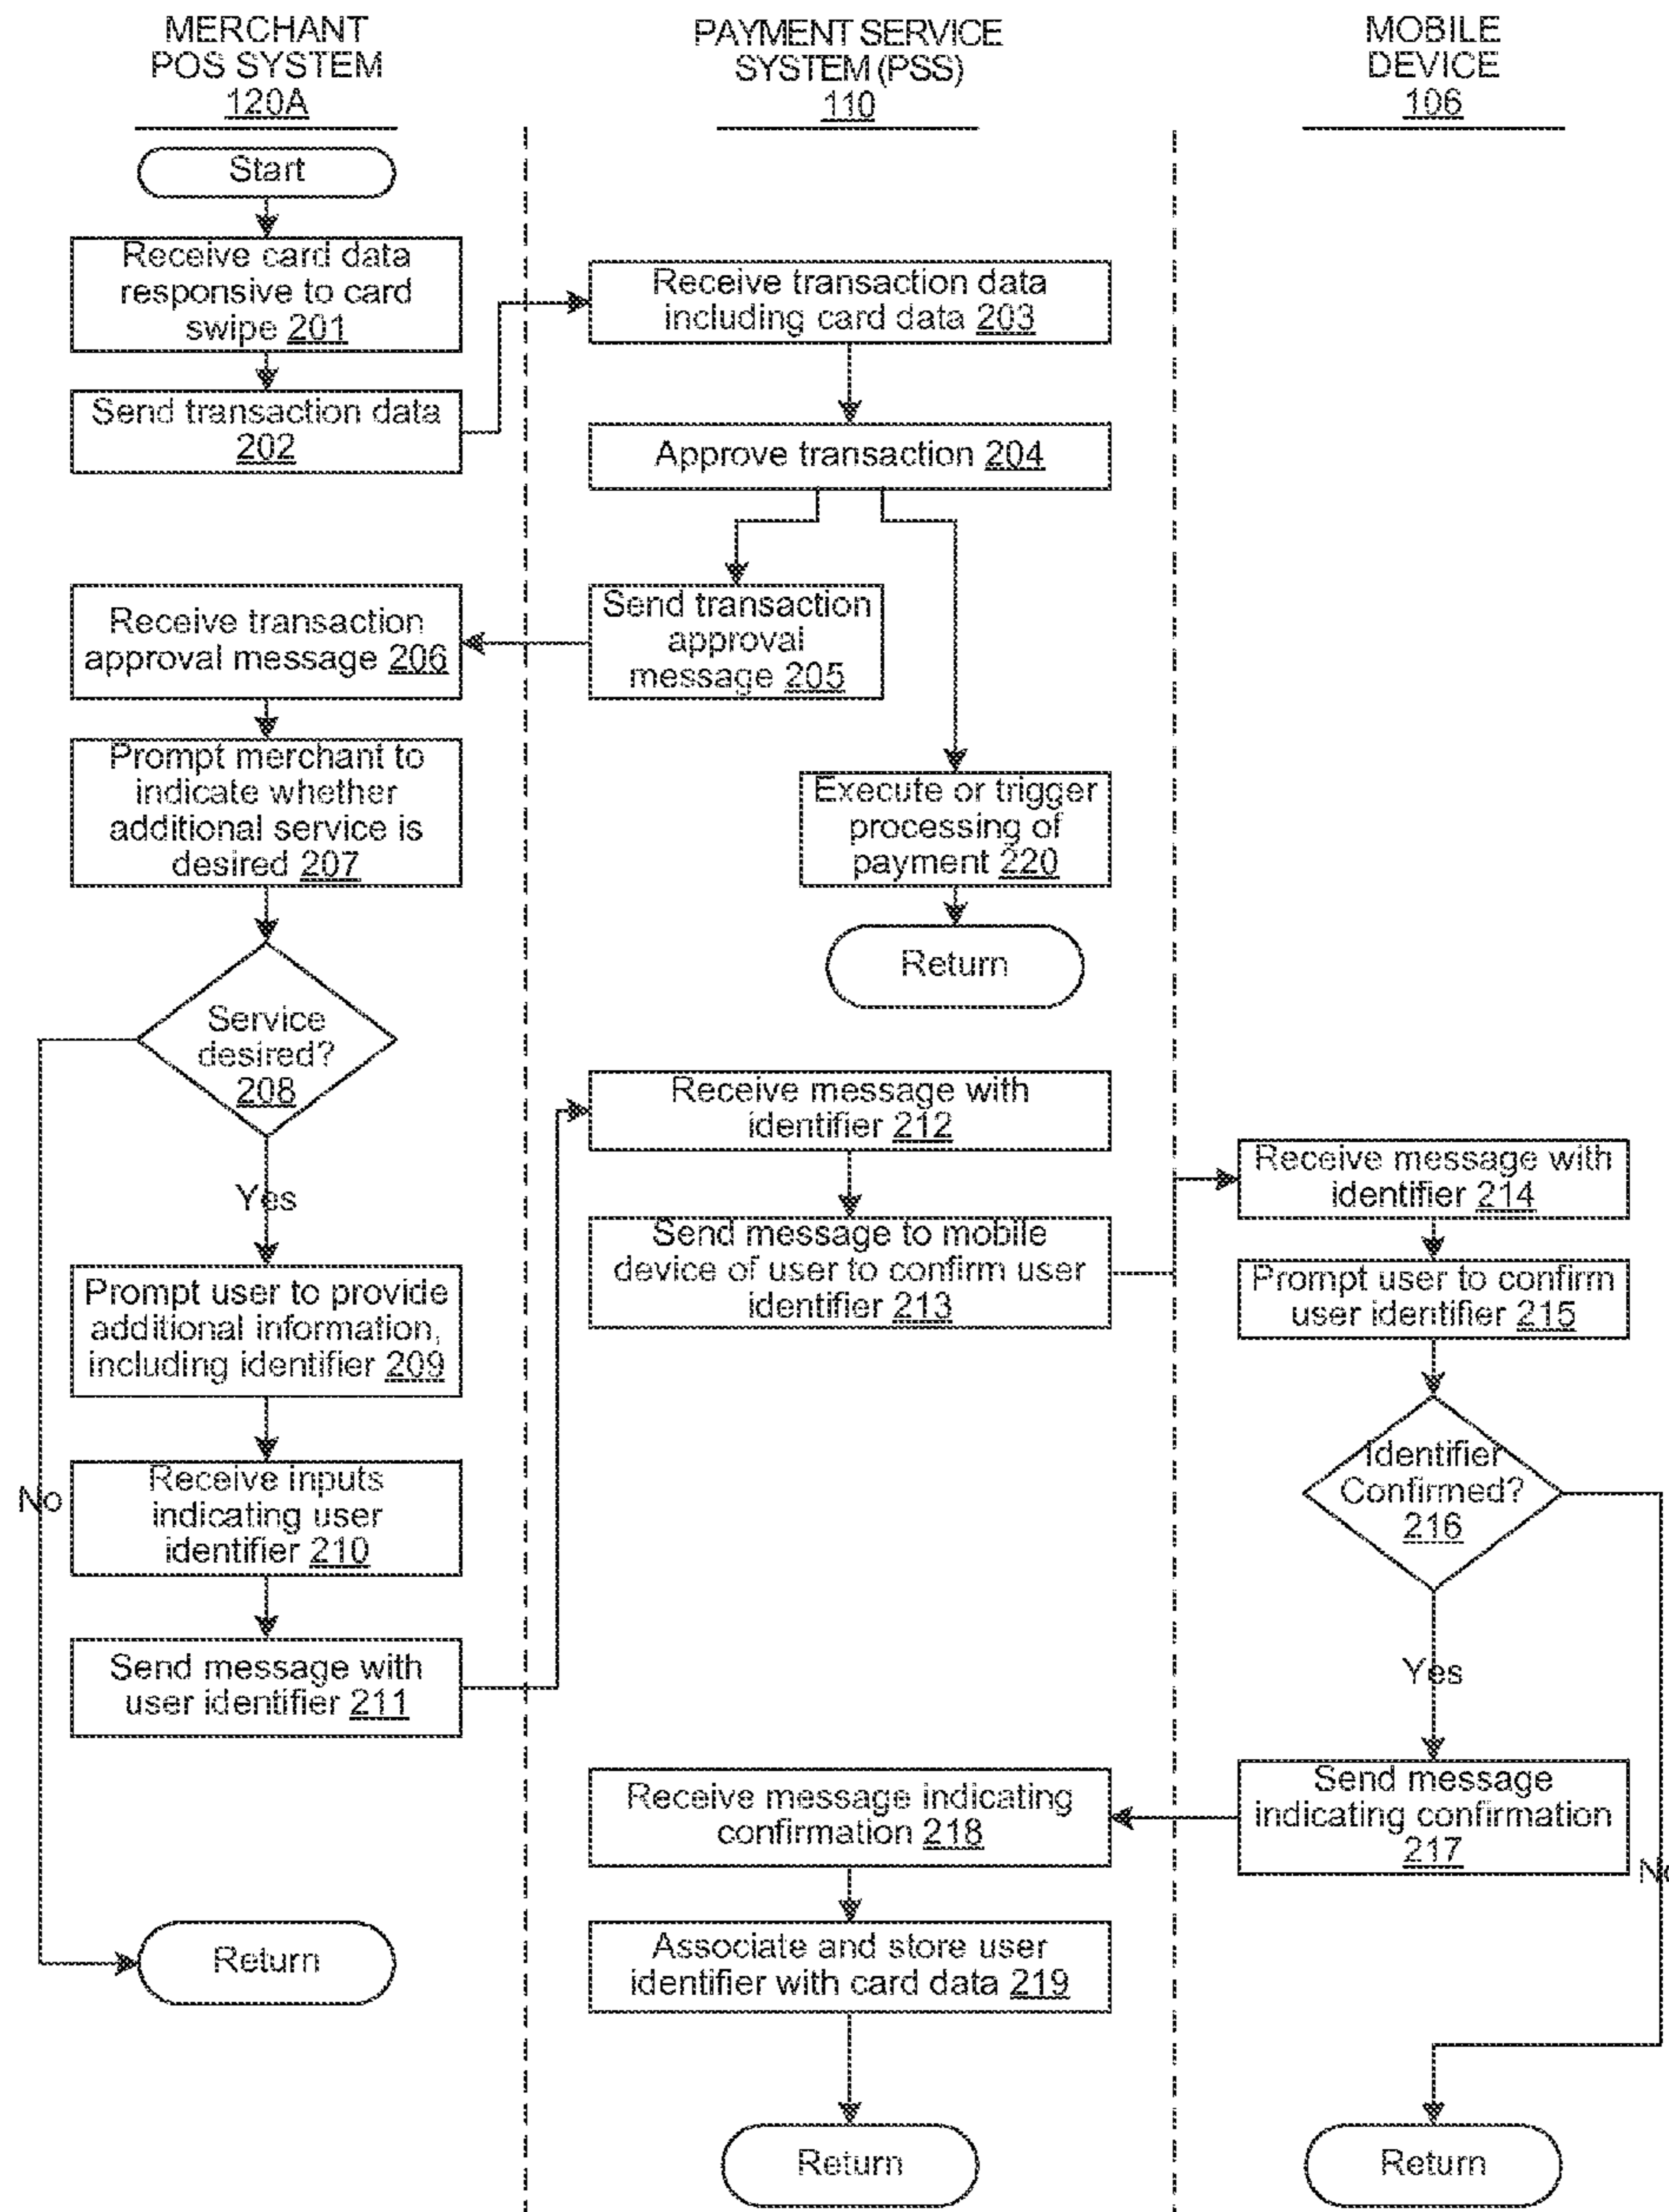 MERCHANT
POS SYSTEM
120A
PAYMENT SERVICE
SYSTEM (PSS)
110
MOBILE
DEVICE
106
Start
Receive card data
responsive to card
swipe 201
Send transaction data
202
Receive transaction data
including card data 203
Approve transaction 204
Send transaction
approval
message 205
Receive transaction
approval message 206
Prompt merchant to
indicate whether
additional service is
desired 207
Execute or trigger
processing of
payment 220
Return
Service
desired?
208
Yes
No
Prompt user to provide
additional information,
including identifier 209
Receive inputs
indicating user
identifier 210
Send message with
user identifier 211
Receive message with
identifier 212
Send message to mobile
device of user to confirm user
identifier 213
Receive message with
identifier 214
Prompt user to confirm
user identifier 215
Identifier
Confirmed?
216
Yes
No
Send message
indicating confirmation
217
Receive message indicating
confirmation 218
Associate and store user
identifier with card data 219
Return
Return
Return